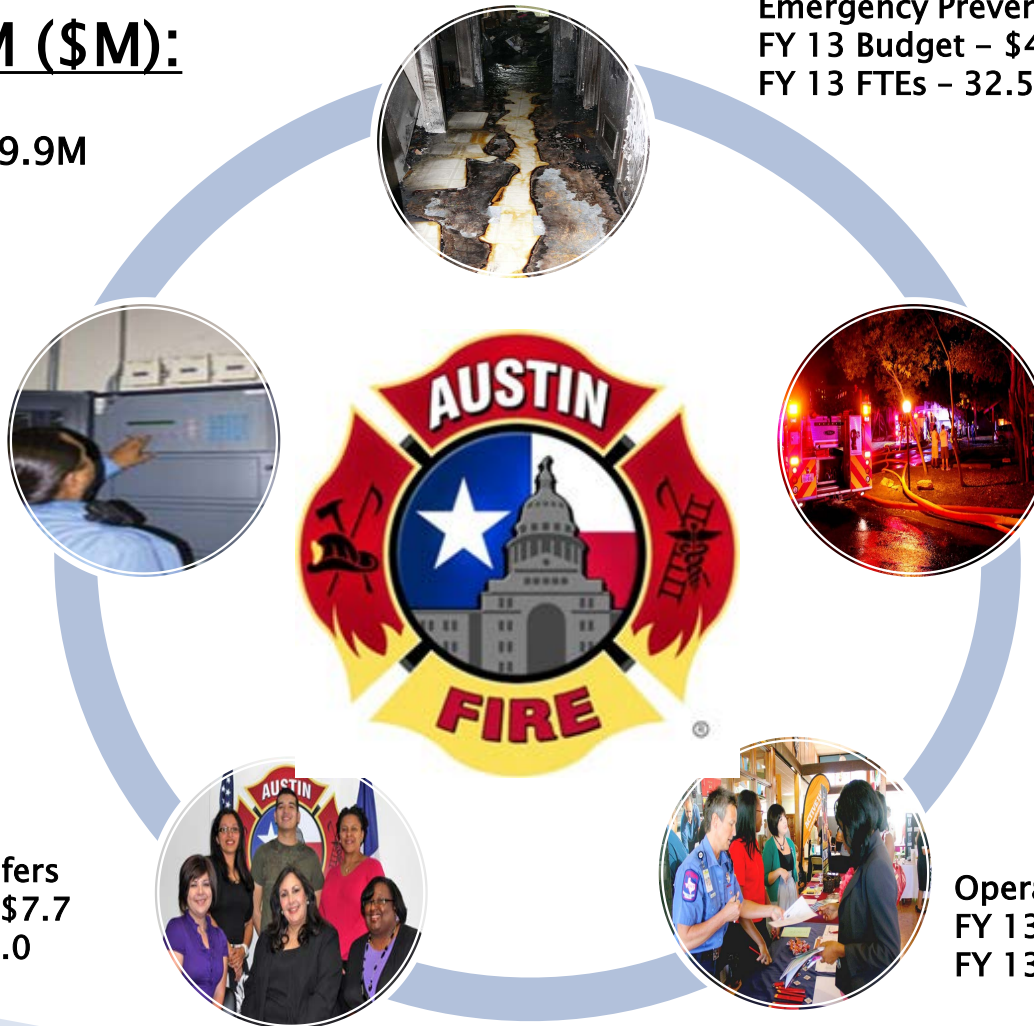 M ($M):
9.9M
Emergency Preven
FY 13 Budget – $4
FY 13 FTEs – 32.5
AUSTIN
FIRE
®
AUSTIN
fers
$7.7
.0
Opera
FY 13
FY 13